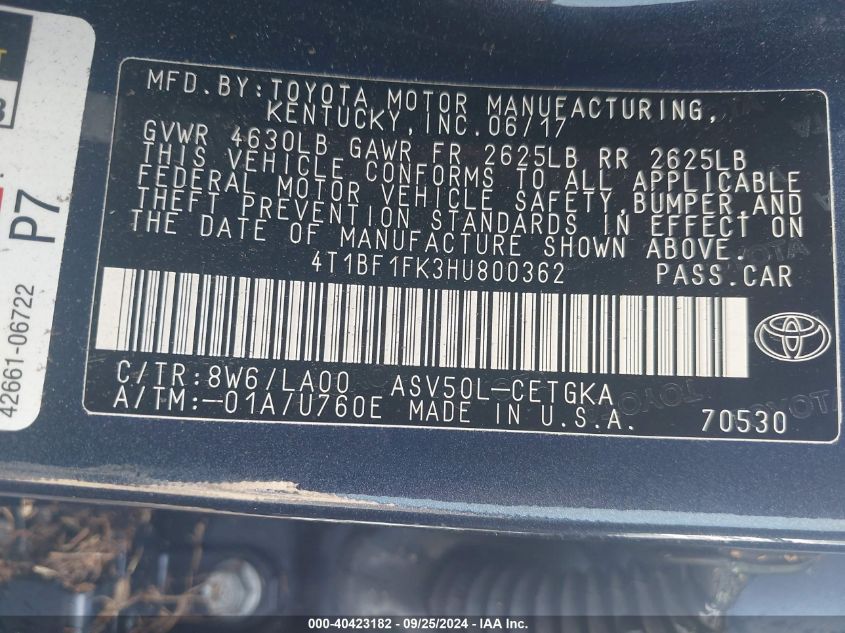 MFD. BY: TOYOTA MOTOR MANUFACTURING,
KENTUCKY, INC. 06/17
GVWR 4630LB GAWR FR 2625LB RR 2625LB
THIS VEHICLE CONFORMS TO ALL APPLICABLE
FEDERAL MOTOR VEHICLE SAFETY, BUMPER, AND
THEFT PREVENTION STANDARDS IN EFFECT ON
THE DATE OF MANUFACTURE SHOWN ABOVE.
4T1BF1FK3HU800362 PASS. CAR
C/TR: 8W6/LA00 ASV50L-CETGKA
A/TM: -01A/U760E MADE IN U.S.A. 70530
P7
42661-06722
000-40423182 - 09/25/2024 - IAA, Inc.